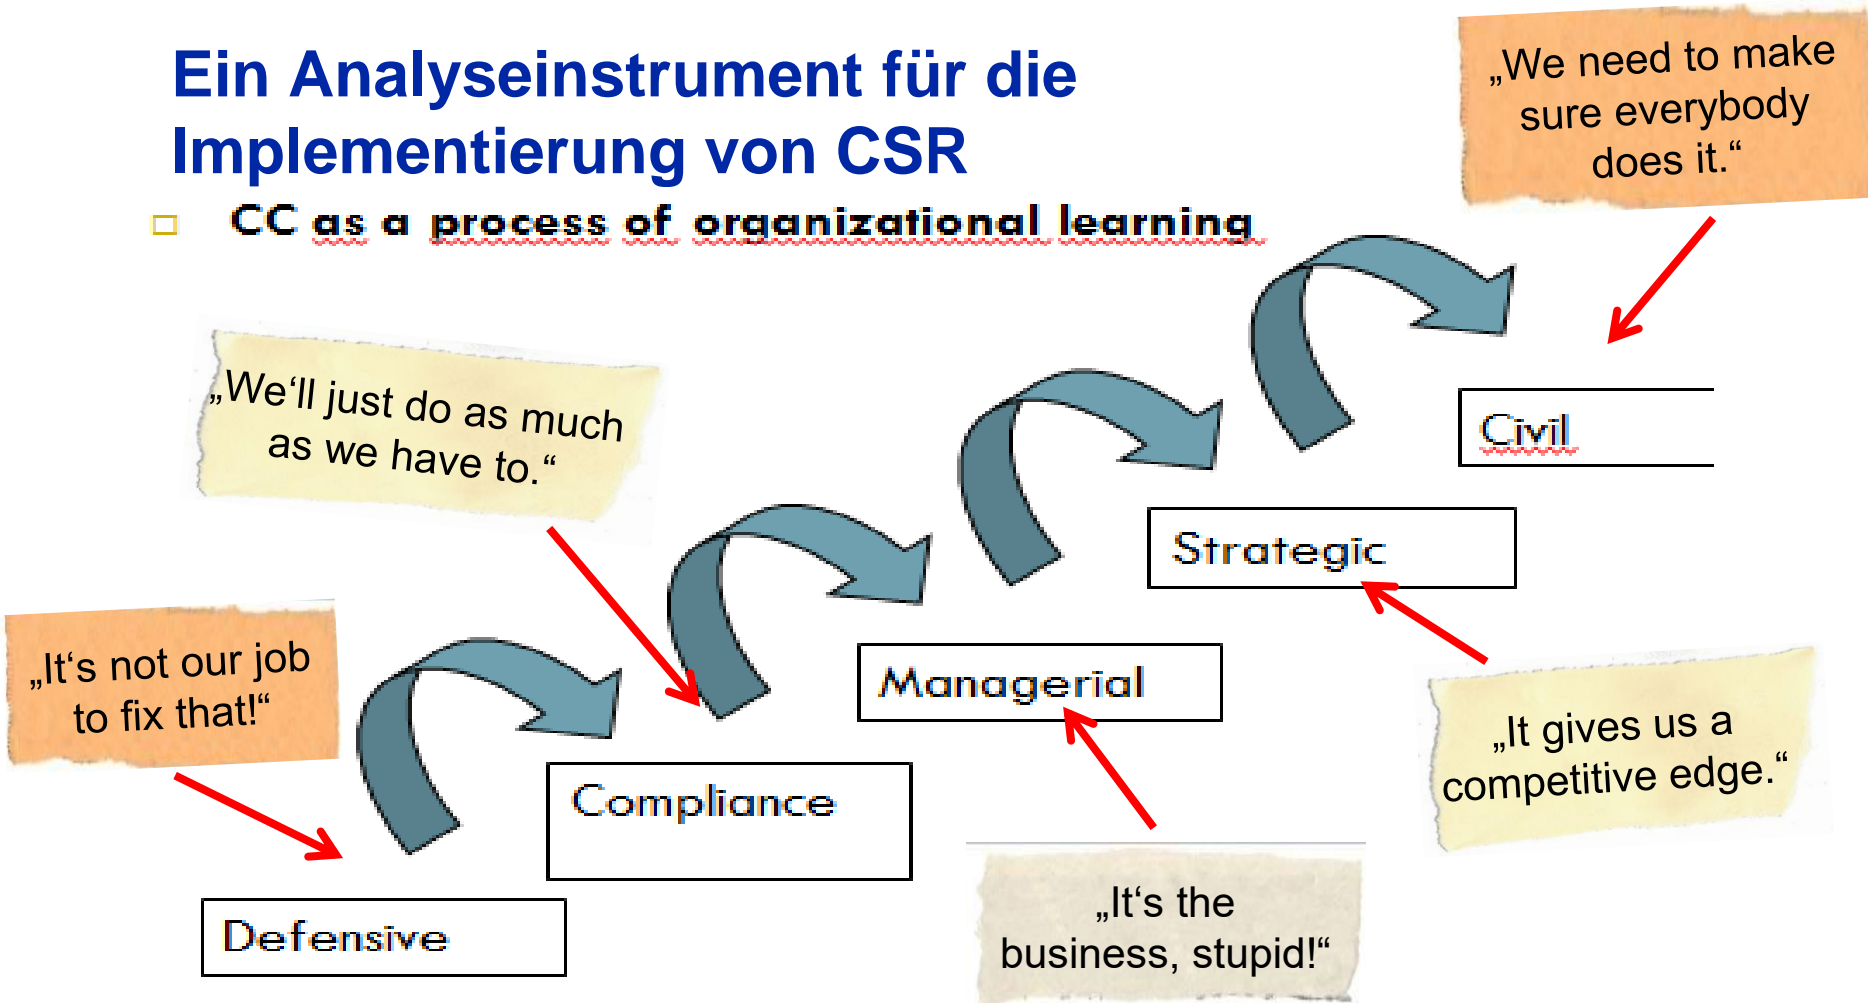 Ein Analyseinstrument für die
Implementierung von CSR
CC as a process of organizational learning
„We need to make
sure everybody
does it.“
„We‘ll just do as much
as we have to.“
„It‘s not our job
to fix that!“
Civil
Strategic
Managerial
Compliance
Defensive
„It gives us a
competitive edge.“
„It‘s the
business, stupid!“